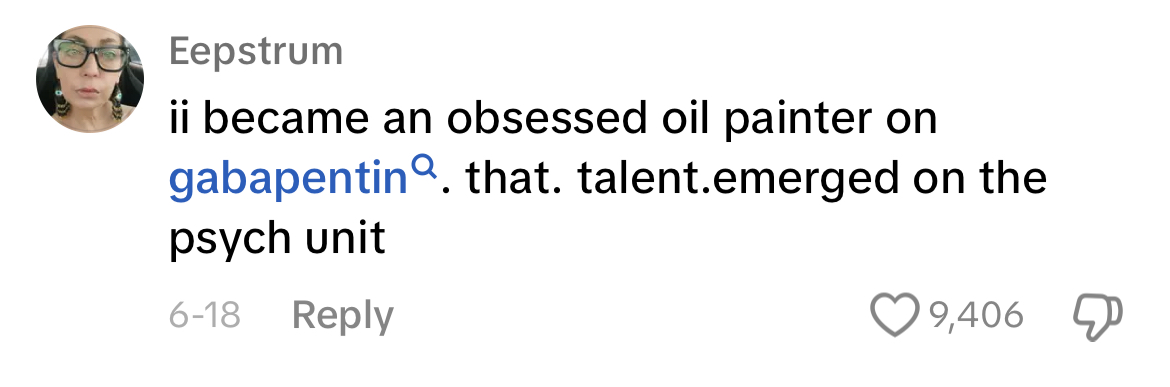 Eepstrum
ii became an obsessed oil painter on
gabapentin. that. talent.emerged on the
psych unit
6-18 Reply 9,406